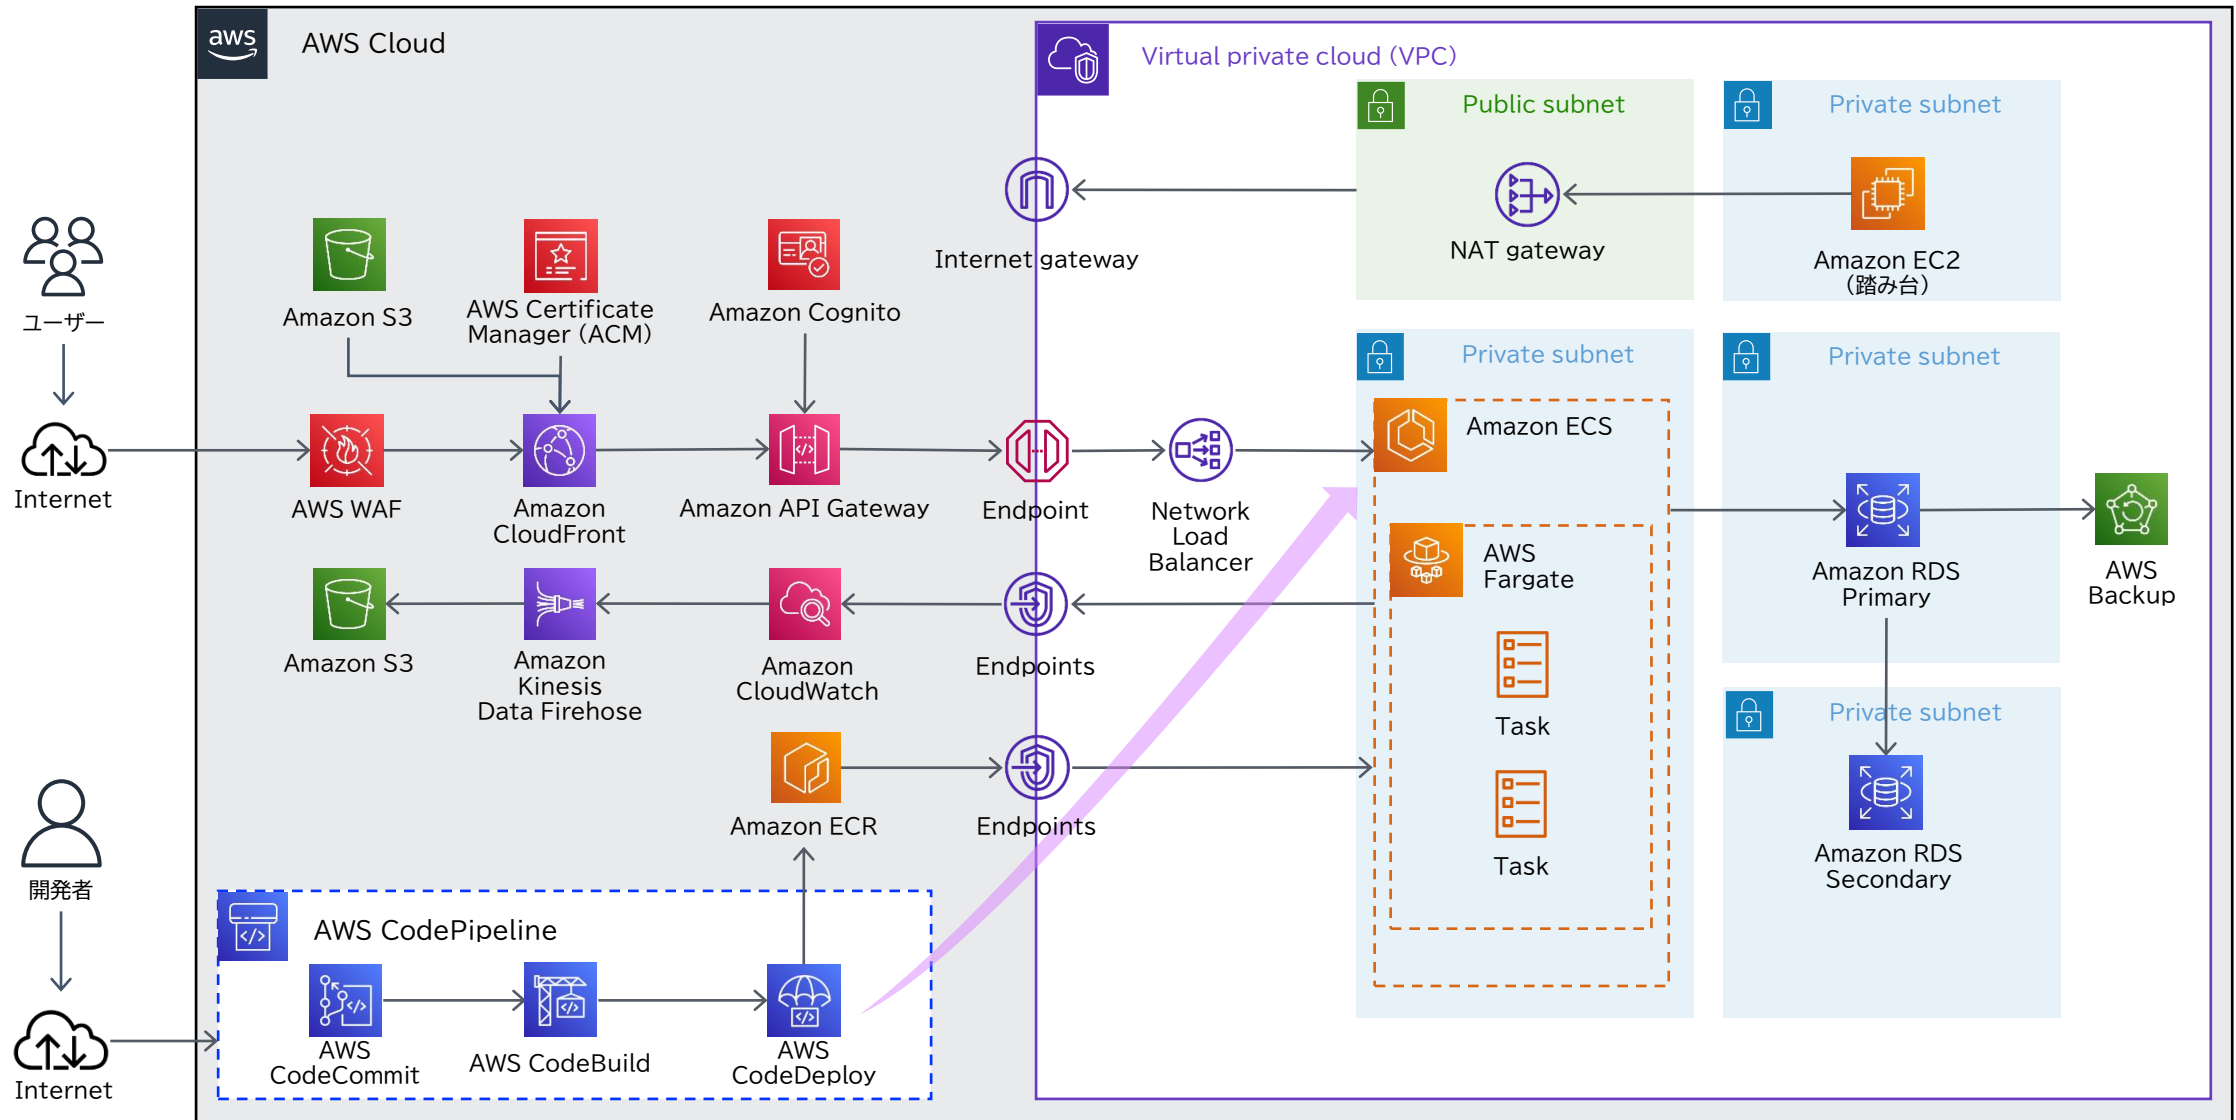 aws
AWS Cloud
Virtual private cloud (VPC)
Public subnet
Private subnet
NAT gateway
Amazon EC2
（踏み台）
Internet gateway
ユーザー
Internet
Amazon S3
AWS Certificate
Manager (ACM)
Amazon Cognito
AWS WAF
Amazon
CloudFront
Amazon API Gateway
Endpoint
Network
Load
Balancer
Private subnet
Amazon ECS
AWS
Fargate
Task
Task
Private subnet
Amazon RDS
Primary
AWS
Backup
Amazon S3
Amazon
Kinesis
Data Firehose
Amazon
CloudWatch
Endpoints
Private subnet
Amazon RDS
Secondary
Amazon ECR
Endpoints
開発者
Internet
AWS CodePipeline
AWS
CodeCommit
AWS CodeBuild
AWS
CodeDeploy